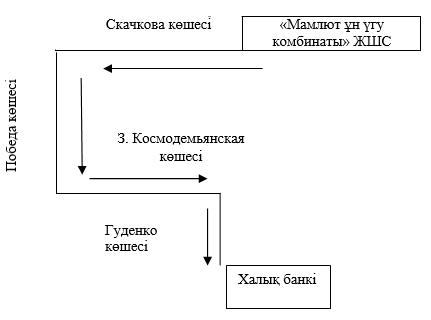 Скачкова көшесі
«Мамлют ұн үгу
комбинаты» ЖШС
Победа көшесі
З. Космодемьянская
көшесі
Гуденко
көшесі
Халық банкі